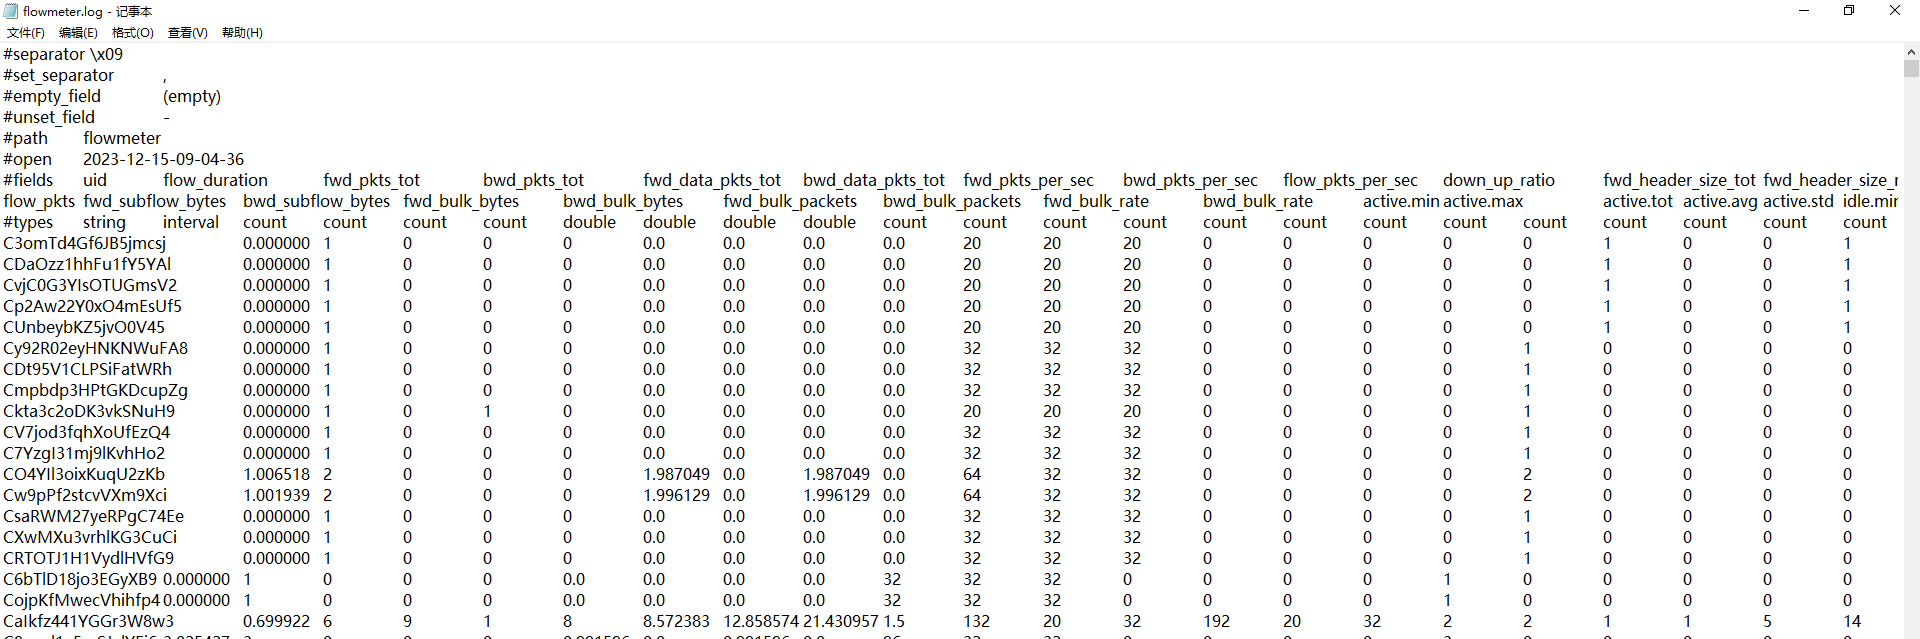 flowmeter.log - 记事本
文件(F) 编辑(E) 格式(O) 查看(V) 帮助(H)
#separator \x09
#set_separator ,
#empty_field (empty)
#unset_field -
#path flowmeter
#open 2023-12-15-09-04-36
#fields uid flow_duration fwd_pkts_tot bwd_pkts_tot fwd_data_pkts_tot bwd_data_pkts_tot fwd_pkts_per_sec bwd_pkts_per_sec flow_pkts_per_sec down_up_ratio fwd_header_size_tot
flow_pkts fwd_subflow_bytes bwd_subflow_bytes fwd_bulk_bytes bwd_bulk_bytes fwd_bulk_packets bwd_bulk_packets fwd_bulk_rate bwd_bulk_rate active.min active.max active.tot active.avg active.std idle.min
#types string interval count count count count double double double double count count count count count count count count count count count count
C3omTd4Gf6JB5jmcsj 0.000000 1 0 0 0 0.0 0.0 0.0 0.0 20 20 20 0 0 0 0 0 1 0 0 1
CDaOzz1hhFu1fY5YAl 0.000000 1 0 0 0 0.0 0.0 0.0 0.0 20 20 20 0 0 0 0 0 1 0 0 1
CvjC0G3YIsOTUGmsV2 0.000000 1 0 0 0 0.0 0.0 0.0 0.0 20 20 20 0 0 0 0 0 1 0 0 1
Cp2Aw22Y0xO4mEsUf5 0.000000 1 0 0 0 0.0 0.0 0.0 0.0 20 20 20 0 0 0 0 0 1 0 0 1
CUnbeybKZ5jvO0V45 0.000000 1 0 0 0 0.0 0.0 0.0 0.0 20 20 20 0 0 0 0 0 1 0 0 1
Cy92R02eyHNKNWuFA8 0.000000 1 0 0 0 0.0 0.0 0.0 0.0 32 32 32 0 0 0 0 1 0 0 0 0
CDt95V1CLPSiFatWRh 0.000000 1 0 0 0 0.0 0.0 0.0 0.0 32 32 32 0 0 0 0 1 0 0 0 0
Cmpbdp3HPtGKDcupZg 0.000000 1 0 0 0 0.0 0.0 0.0 0.0 32 32 32 0 0 0 0 1 0 0 0 0
Ckta3c2oDK3vkSNuH9 0.000000 1 0 1 0 0.0 0.0 0.0 0.0 20 20 20 0 0 0 0 1 0 0 0 0
CV7jod3fqhXoUfEzQ4 0.000000 1 0 0 0 0.0 0.0 0.0 0.0 32 32 32 0 0 0 0 1 0 0 0 0
C7YzgI31mj9lKvhHo2 0.000000 1 0 0 0 0.0 0.0 0.0 0.0 32 32 32 0 0 0 0 1 0 0 0 0
CO4YIl3oixKuqU2zKb 1.006518 2 0 0 0 1.987049 0.0 1.987049 0.0 64 32 32 0 0 0 0 2 0 0 0 0
Cw9pPf2stcvVXm9Xci 1.001939 2 0 0 0 1.996129 0.0 1.996129 0.0 64 32 32 0 0 0 0 2 0 0 0 0
CsaRWM27yeRPgC74Ee 0.000000 1 0 0 0 0.0 0.0 0.0 0.0 32 32 32 0 0 0 0 1 0 0 0 0
CXwMXu3vrhlKG3CuCi 0.000000 1 0 0 0 0.0 0.0 0.0 0.0 32 32 32 0 0 0 0 1 0 0 0 0
CRTOTJ1H1VydlHVfG9 0.000000 1 0 0 0 0.0 0.0 0.0 0.0 32 32 32 0 0 0 0 1 0 0 0 0
C6bTlD18jo3EGyXB9 0.000000 1 0 0 0 0.0 0.0 0.0 0.0 32 32 32 0 0 0 0 1 0 0 0 0
CojpKfMwecVhihfp4 0.000000 1 0 0 0 0.0 0.0 0.0 0.0 32 32 32 0 0 0 0 1 0 0 0 0
CaIkfz441YGGr3W8w3 0.699922 6 9 1 8 8.572383 12.858574 21.430957 1.5 132 20 32 192 20 32 2 2 1 1 5 14